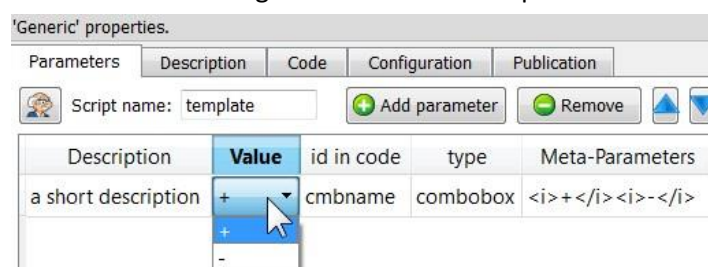 'Generic' properties.
Parameters Description Code Configuration Publication
Script name: template Add parameter Remove
Description Value id in code type Meta-Parameters
a short description + cmbname combobox <i>+</i><i>-</i>
+
-